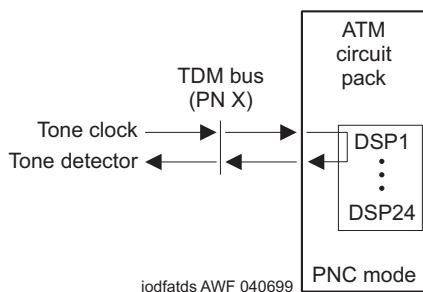 ATM
circuit
pack
TDM bus
(PN X)
Tone clock
Tone detector
DSP1
DSP24
PNC mode
iodfatds AWF 040699